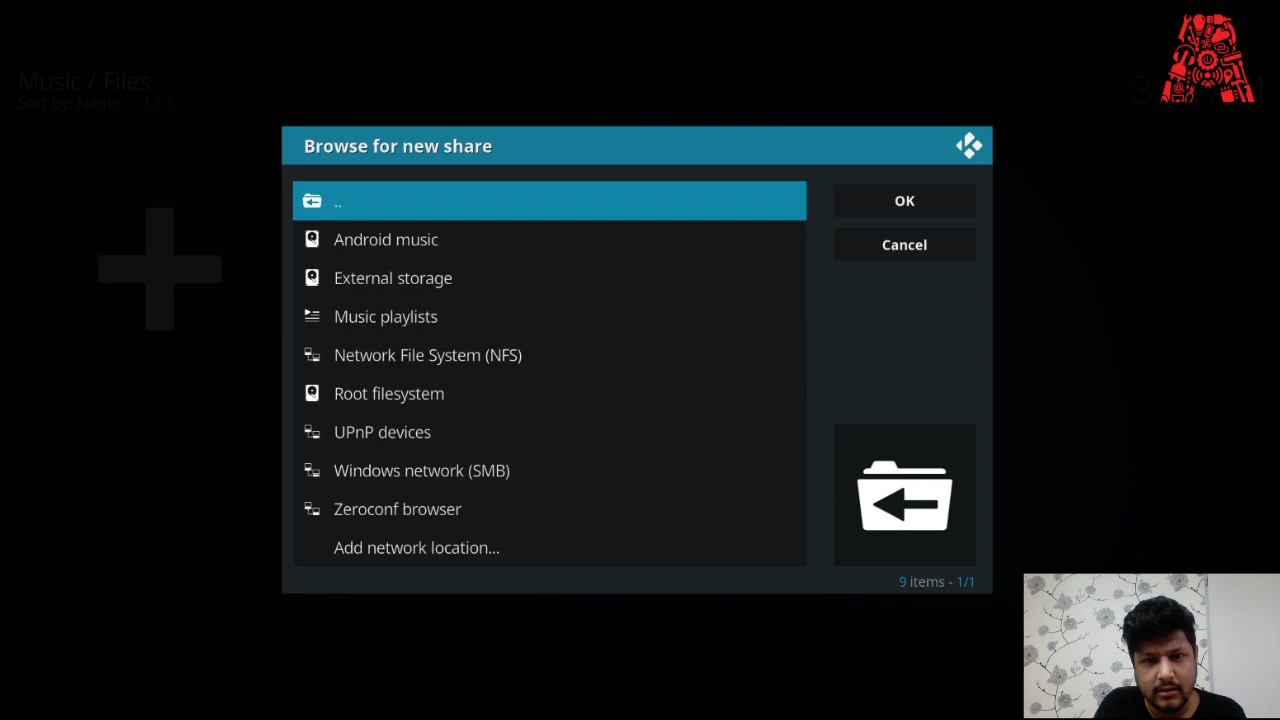 Music / Files
Sort by: Name · 1 / 1
Browse for new share
..
Android music
External storage
Music playlists
Network File System (NFS)
Root filesystem
UPnP devices
Windows network (SMB)
Zeroconf browser
Add network location...
OK
Cancel
9 items - 1/1